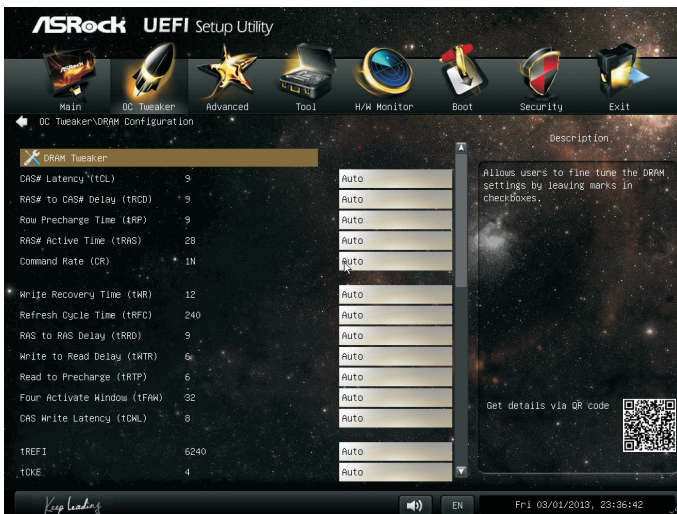 ASRock UEFI Setup Utility
Main OC Tweaker Advanced Tool H/W Monitor Boot Security Exit
OC Tweaker\DRAM Configuration
Description
DRAM Tweaker
Allows users to fine tune the DRAM
settings by leaving marks in
checkboxes.
CAS# Latency (tCL) 9 Auto
RAS# to CAS# Delay (tRCD) 9 Auto
Row Precharge Time (tRP) 9 Auto
RAS# Active Time (tRAS) 28 Auto
Command Rate (CR) 1N Auto
Write Recovery Time (tWR) 12 Auto
Refresh Cycle Time (tRFC) 240 Auto
RAS to RAS Delay (tRRD) 9 Auto
Write to Read Delay (tWTR) 6 Auto
Read to Precharge (tRTP) 6 Auto
Four Activate Window (tFAW) 32 Auto
CAS Write Latency (tCWL) 8 Auto
Get details via QR code
tREFI 6240 Auto
tCKE 4 Auto
Keep Leading
EN
Fri 03/01/2013, 23:36:42